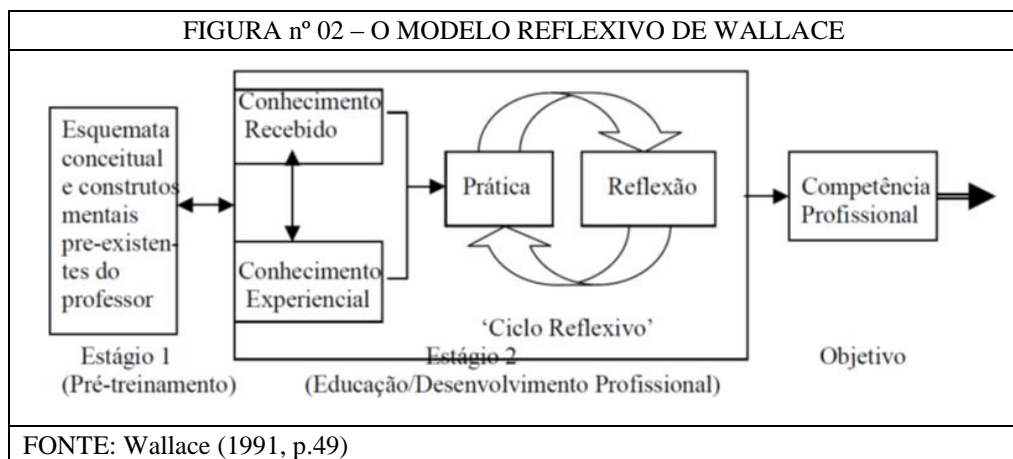 FIGURA nº 02 – O MODELO REFLEXIVO DE WALLACE
Esquemata
conceitual
e construtos
mentais
pre-existen-
tes do
professor
Conhecimento
Recebido
Conhecimento
Experiencial
Prática
Reflexão
‘Ciclo Reflexivo’
Competência
Profissional
Estágio 1
(Pré-treinamento)
Estágio 2
(Educação/Desenvolvimento Profissional)
Objetivo
FONTE: Wallace (1991, p.49)